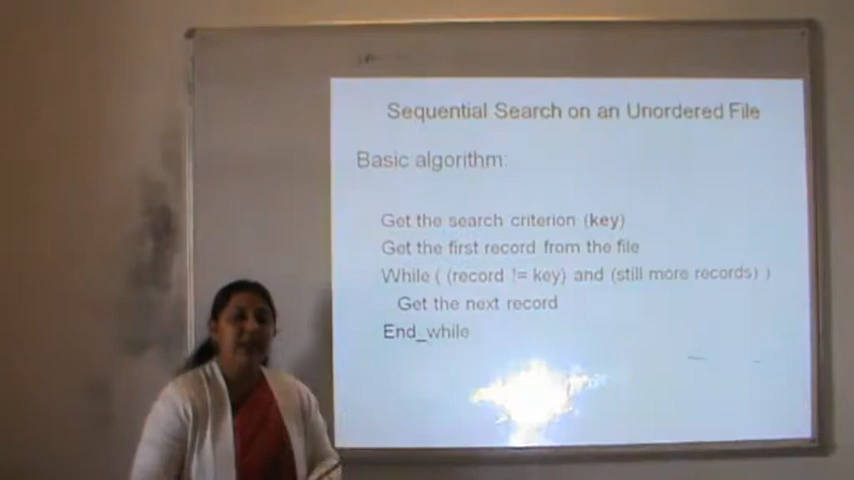 Sequential Search on an Unordered File
Basic algorithm:
Get the search criterion (key)
Get the first record from the file
While ( (record != key) and (still more records) )
Get the next record
End_while